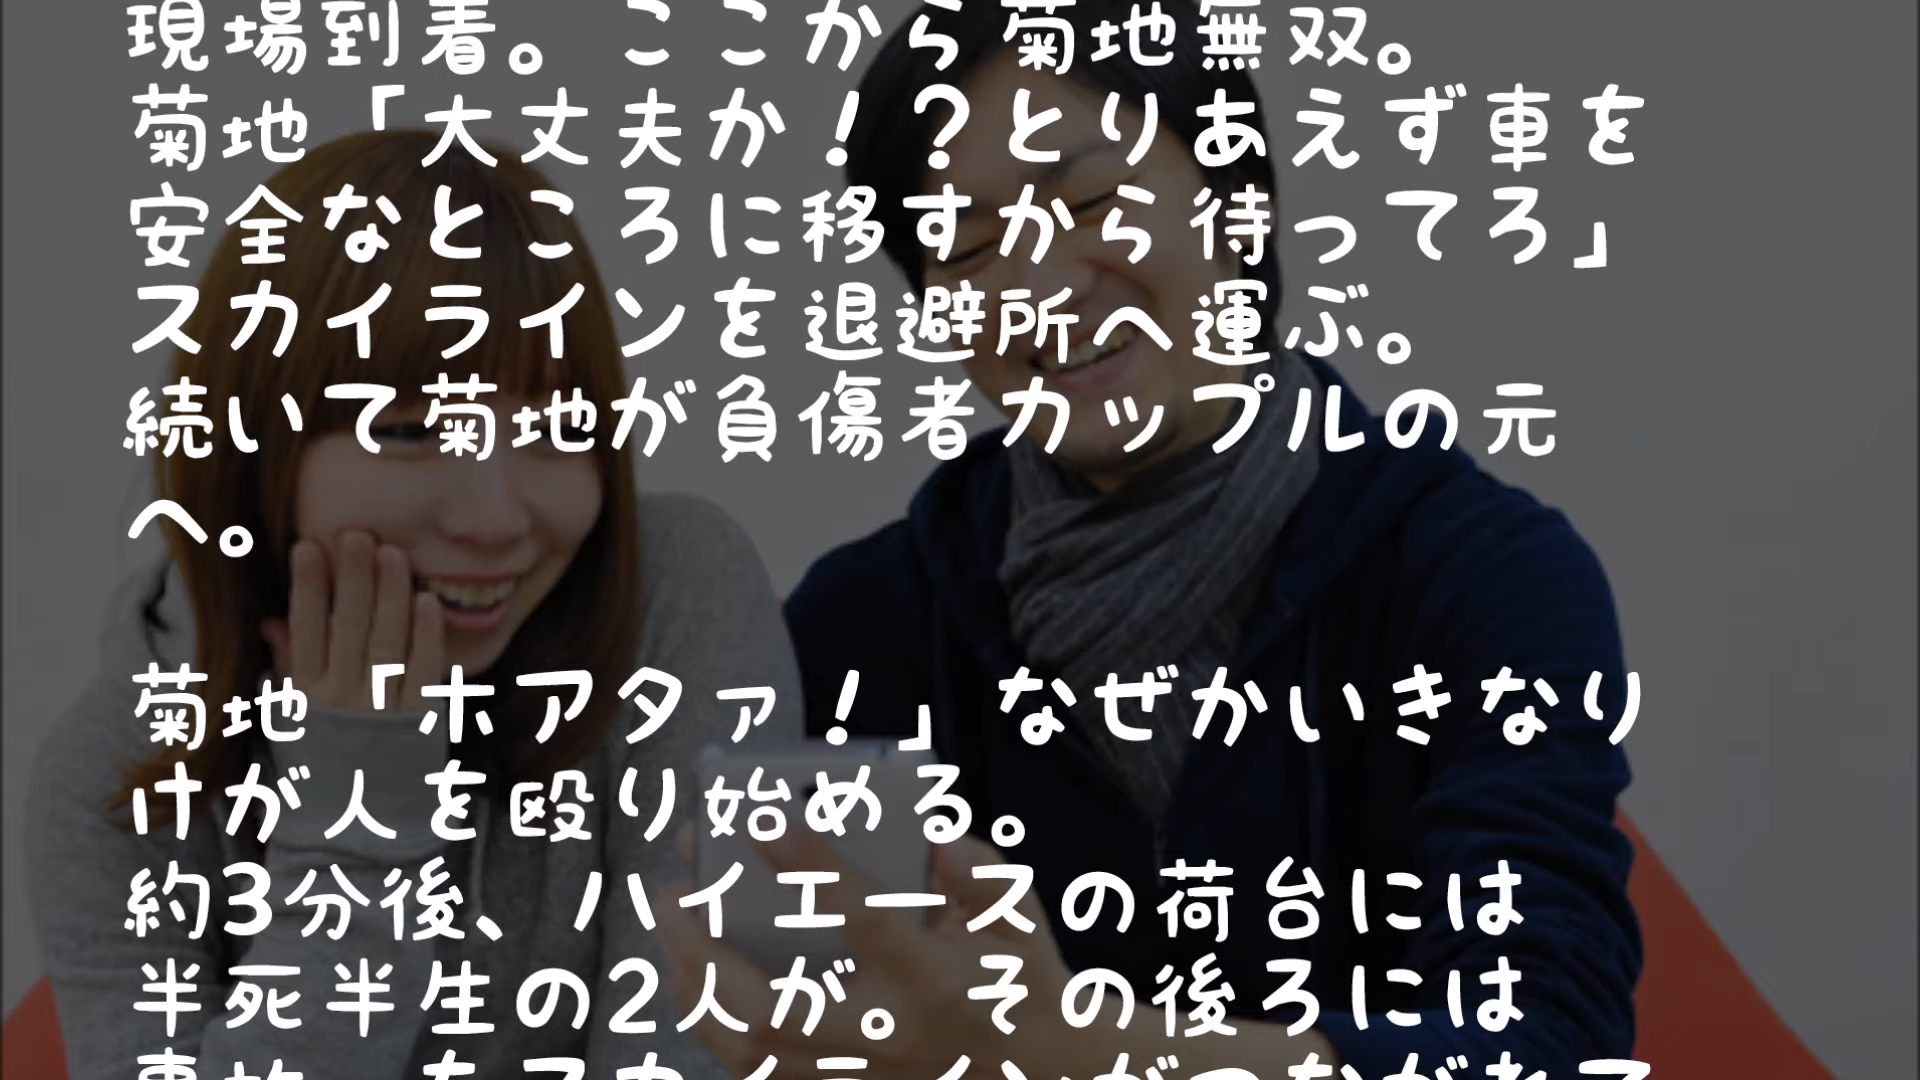 現場到着。ここから菊地無双。
菊地「大丈夫か！？とりあえず車を
安全なところに移すから待ってろ」
スカイラインを退避所へ運ぶ。
続いて菊地が負傷者カップルの元
へ。
菊地「ホアタァ！」なぜかいきなり
けが人を殴り始める。
約3分後、ハイエースの荷台には
半死半生の2人が。その後ろには